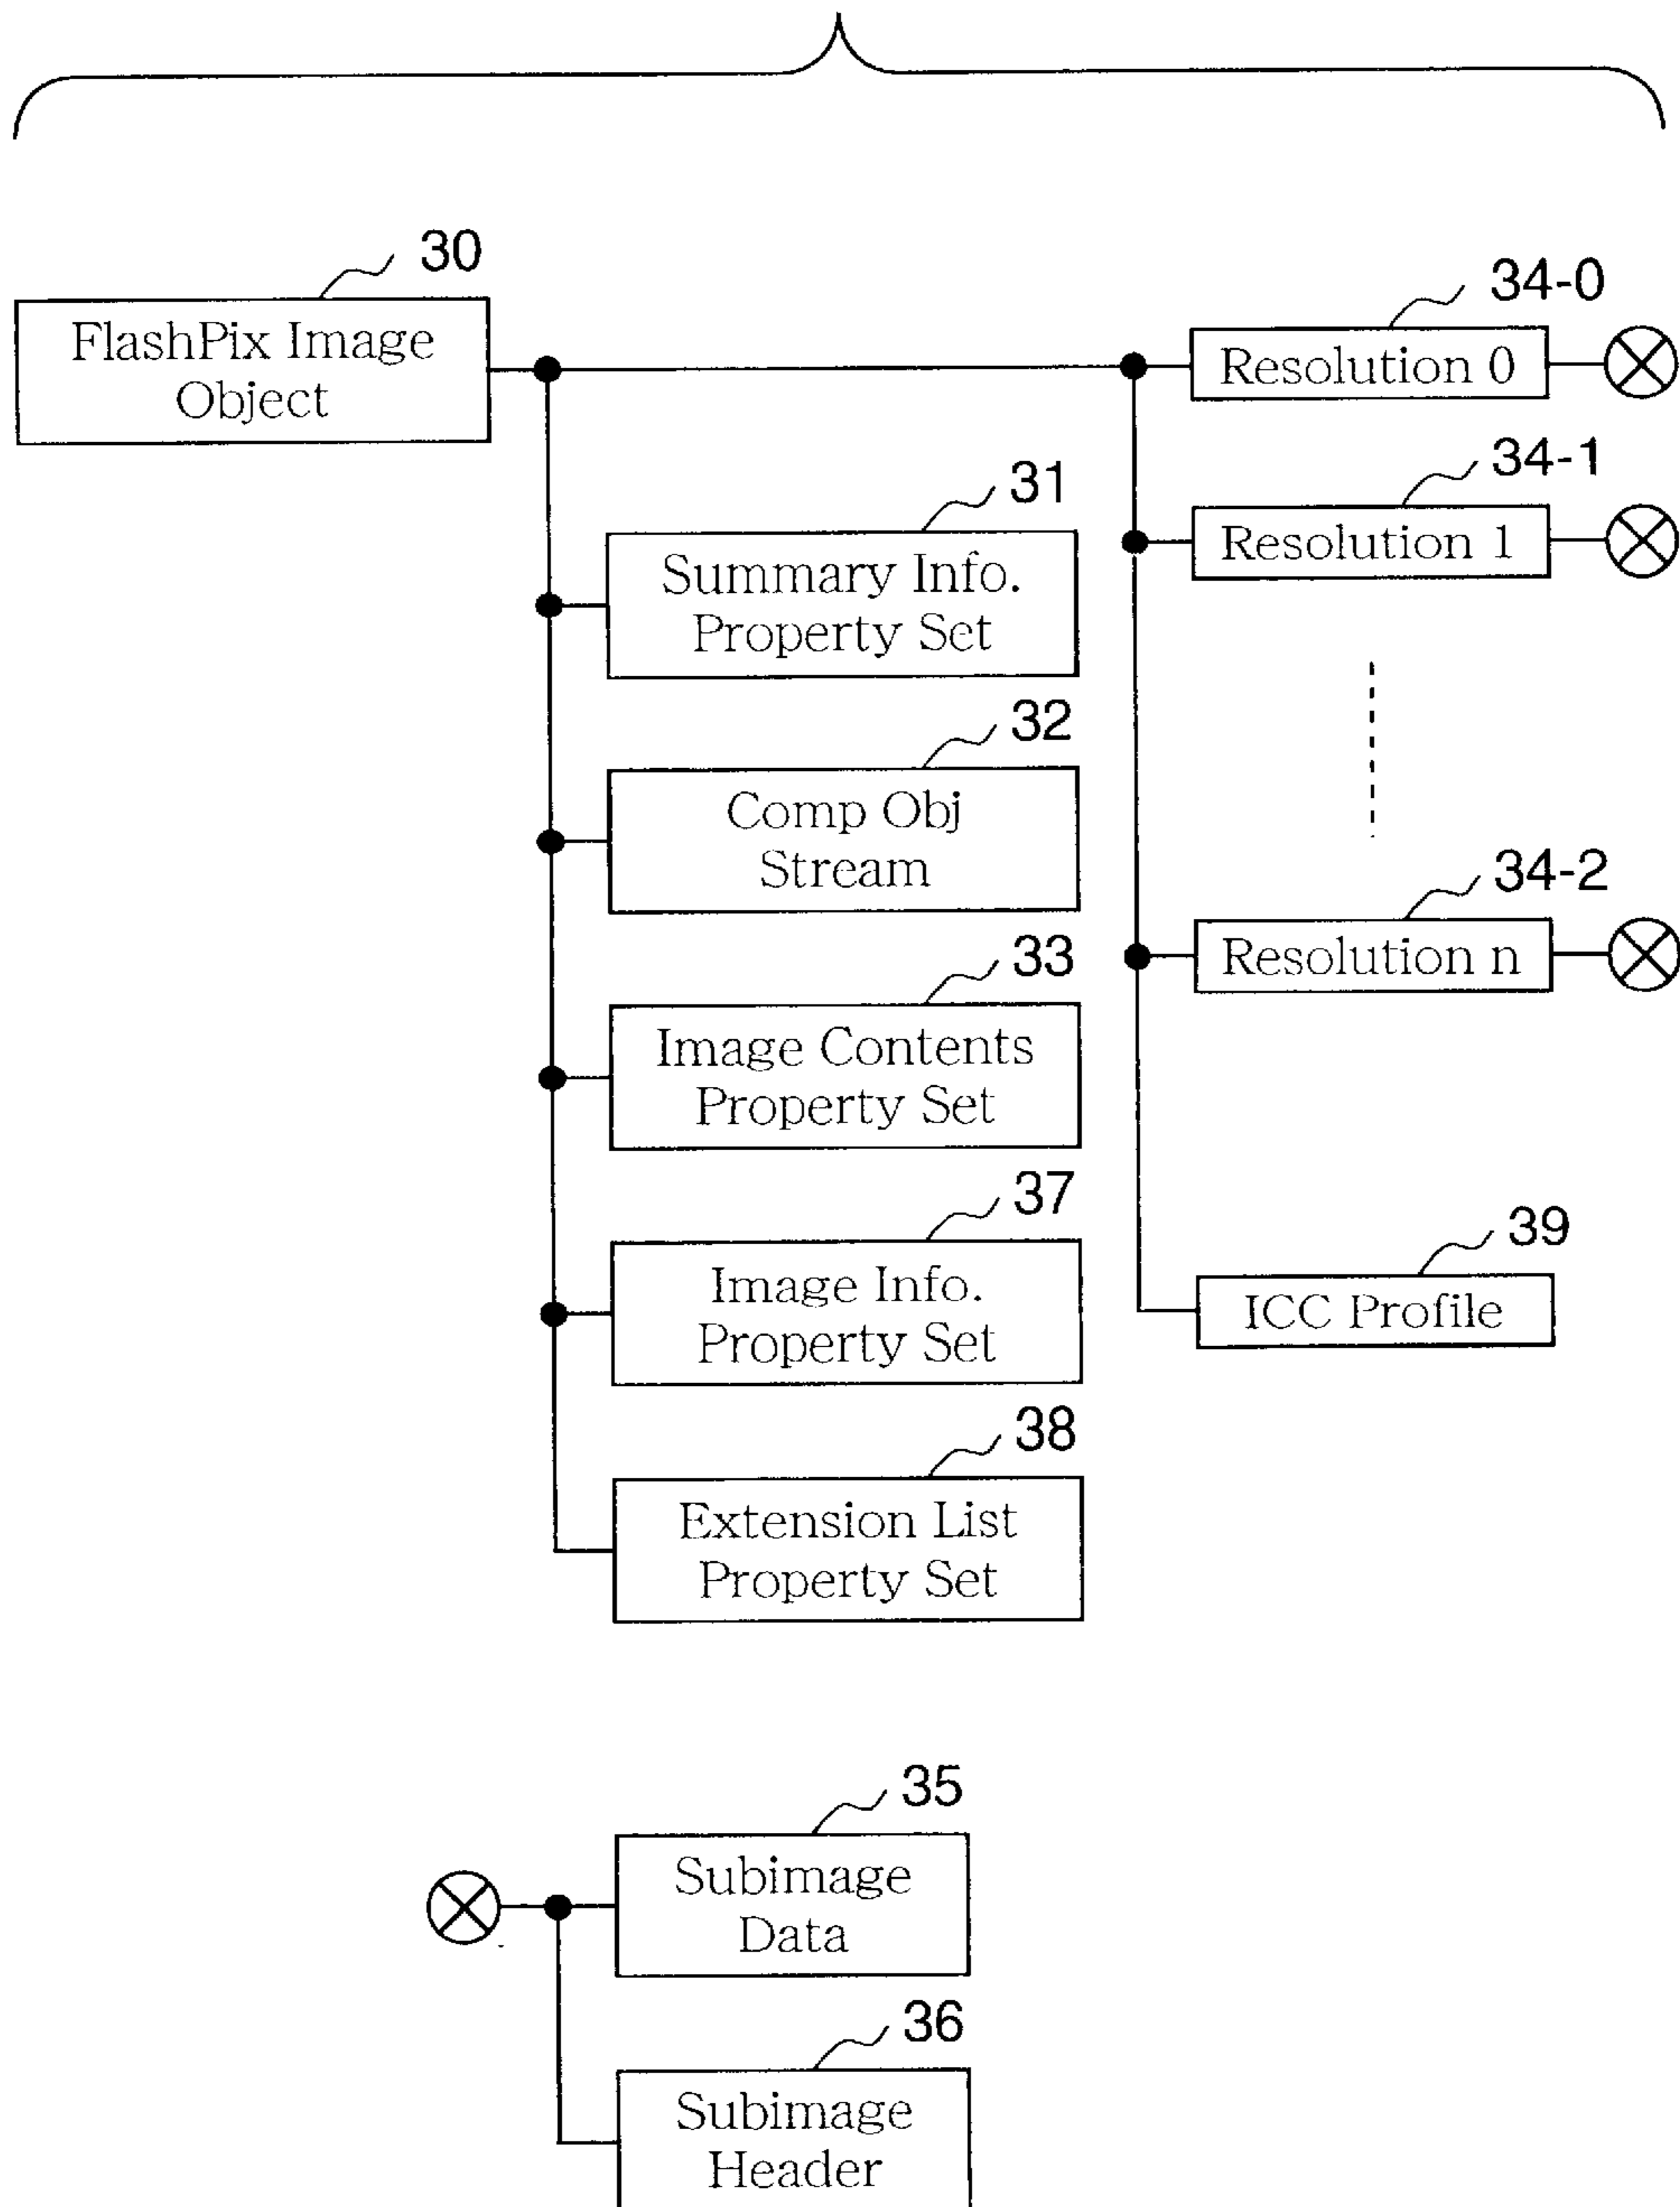 30
FlashPix Image
Object
34-0
Resolution 0
34-1
Resolution 1
31
Summary Info.
Property Set
32
Comp Obj
Stream
34-2
Resolution n
33
Image Contents
Property Set
37
Image Info.
Property Set
39
ICC Profile
38
Extension List
Property Set
35
Subimage
Data
36
Subimage
Header